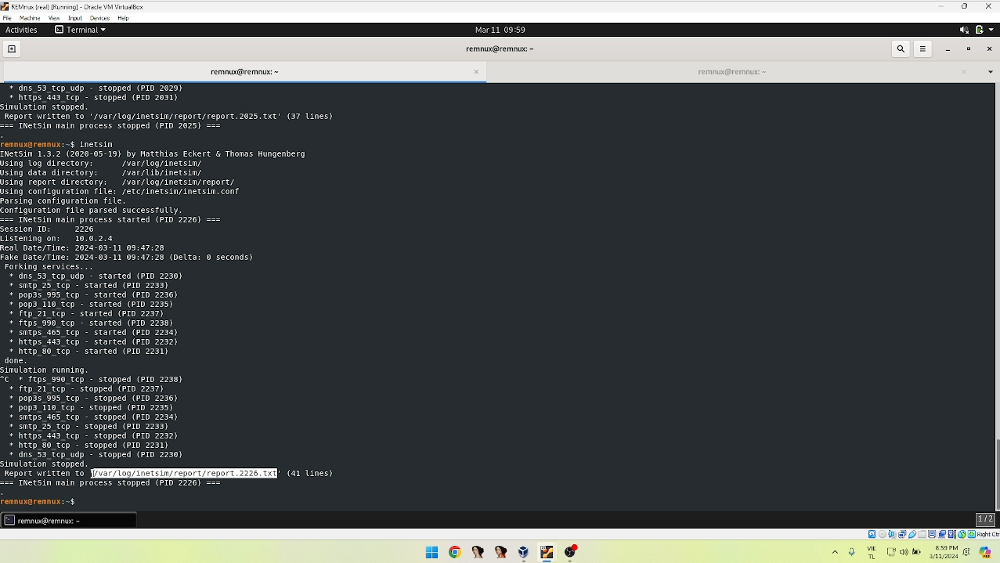 REMnux (real) [Running] - Oracle VM VirtualBox
File Machine View Input Devices Help
Activities Terminal Mar 11 09:59
remnux@remnux: ~
remnux@remnux: ~ × remnux@remnux: ~ ×
* dns_53_tcp_udp - stopped (PID 2029)
* https_443_tcp - stopped (PID 2031)
Simulation stopped.
Report written to '/var/log/inetsim/report/report.2025.txt' (37 lines)
=== INetSim main process stopped (PID 2025) ===
.
remnux@remnux:~$ inetsim
INetSim 1.3.2 (2020-05-19) by Matthias Eckert & Thomas Hungenberg
Using log directory: /var/log/inetsim/
Using data directory: /var/lib/inetsim/
Using report directory: /var/log/inetsim/report/
Using configuration file: /etc/inetsim/inetsim.conf
Parsing configuration file.
Configuration file parsed successfully.
=== INetSim main process started (PID 2226) ===
Session ID: 2226
Listening on: 10.0.2.4
Real Date/Time: 2024-03-11 09:47:28
Fake Date/Time: 2024-03-11 09:47:28 (Delta: 0 seconds)
Forking services...
* dns_53_tcp_udp - started (PID 2230)
* smtp_25_tcp - started (PID 2233)
* pop3s_995_tcp - started (PID 2236)
* pop3_110_tcp - started (PID 2235)
* ftp_21_tcp - started (PID 2237)
* ftps_990_tcp - started (PID 2238)
* smtps_465_tcp - started (PID 2234)
* https_443_tcp - started (PID 2232)
* http_80_tcp - started (PID 2231)
done.
Simulation running.
^C * ftps_990_tcp - stopped (PID 2238)
* ftp_21_tcp - stopped (PID 2237)
* pop3s_995_tcp - stopped (PID 2236)
* pop3_110_tcp - stopped (PID 2235)
* smtps_465_tcp - stopped (PID 2234)
* smtp_25_tcp - stopped (PID 2233)
* https_443_tcp - stopped (PID 2232)
* http_80_tcp - stopped (PID 2231)
* dns_53_tcp_udp - stopped (PID 2230)
Simulation stopped.
Report written to '/var/log/inetsim/report/report.2226.txt' (41 lines)
=== INetSim main process stopped (PID 2226) ===
.
remnux@remnux:~$
remnux@remnux: ~ 1 / 2
Right Ctrl
VIE 8:59 PM
TL 3/11/2024